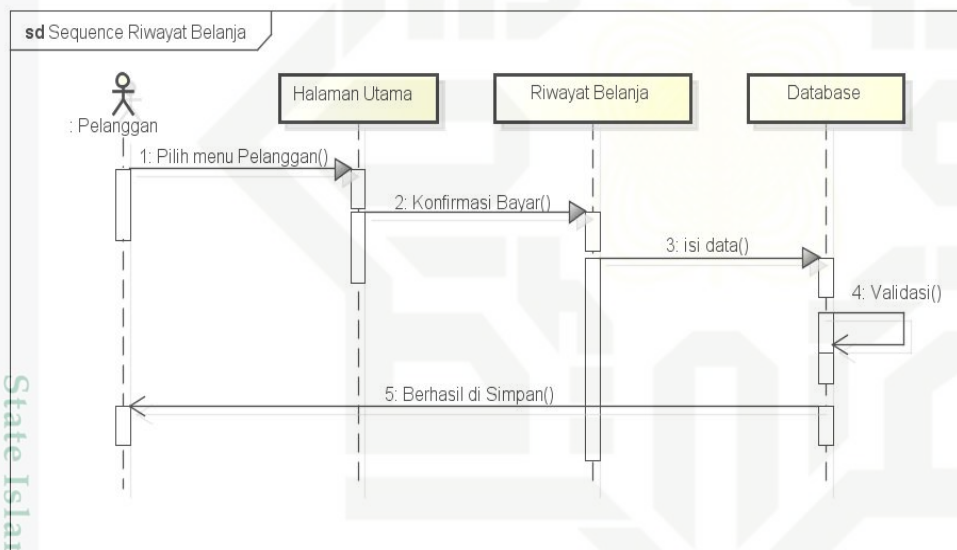 sd Sequence Riwayat Belanja
: Pelanggan
Halaman Utama
Riwayat Belanja
Database
1: Pilih menu Pelanggan()
2: Konfirmasi Bayar()
3: isi data()
4: Validasi()
5: Berhasil di Simpan()
State Islam